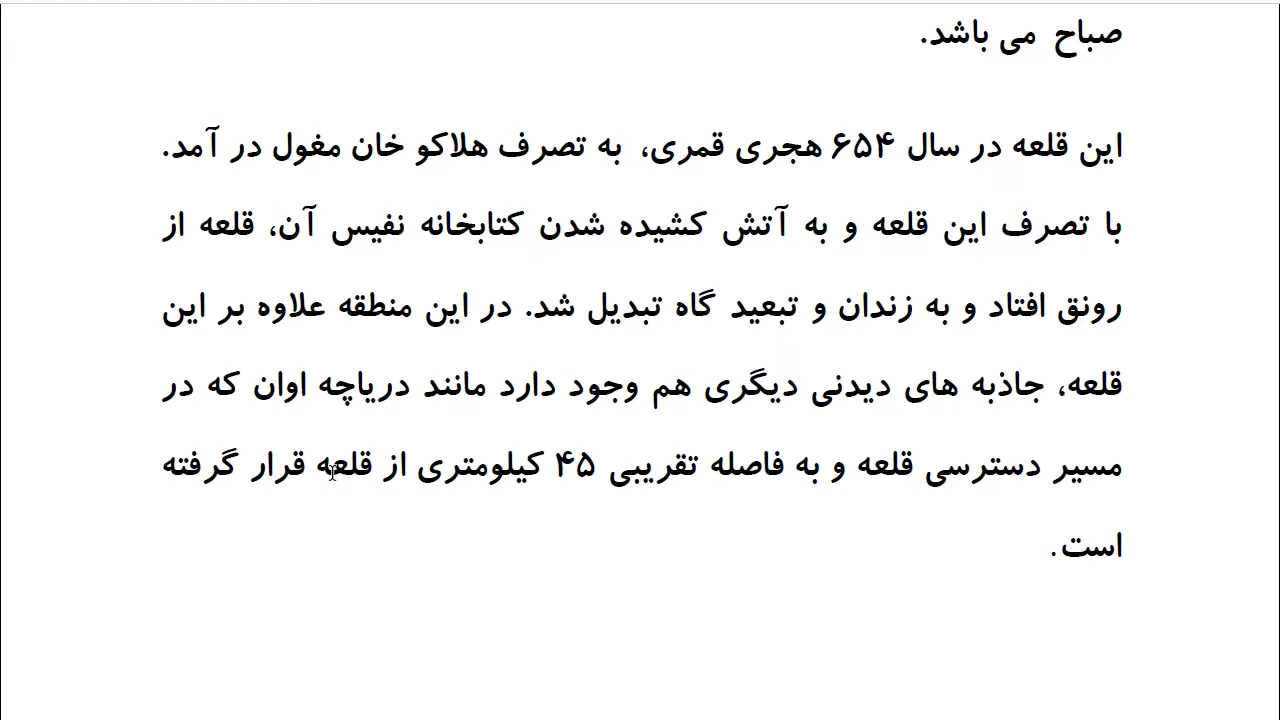 صباح می باشد.
این قلعه در سال ۶۵۴ هجری قمری، به تصرف هلاکو خان مغول در آمد.
با تصرف این قلعه و به آتش کشیده شدن کتابخانه نفیس آن، قلعه از
رونق افتاد و به زندان و تبعید گاه تبدیل شد. در این منطقه علاوه بر این
قلعه، جاذبه های دیدنی دیگری هم وجود دارد مانند دریاچه اوان که در
مسیر دسترسی قلعه و به فاصله تقریبی ۴۵ کیلومتری از قلعه قرار گرفته
است.